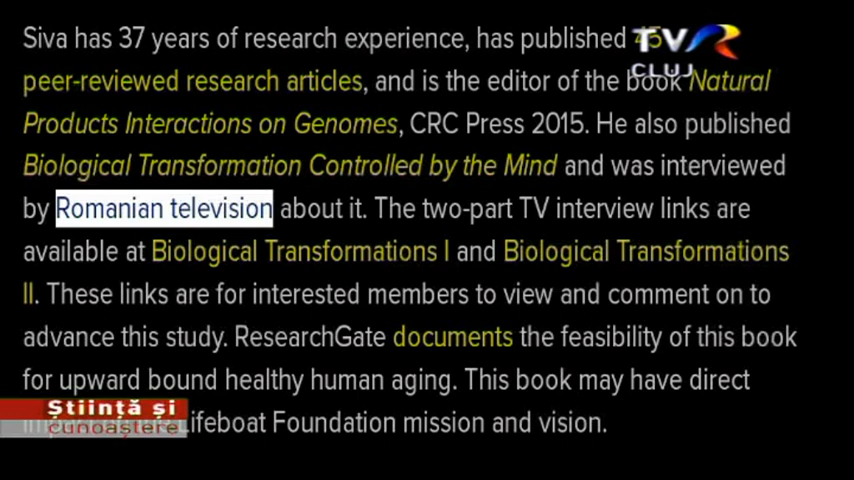 Siva has 37 years of research experience, has published 45
peer-reviewed research articles, and is the editor of the book Natural
Products Interactions on Genomes, CRC Press 2015. He also published
Biological Transformation Controlled by the Mind and was interviewed
by Romanian television about it. The two-part TV interview links are
available at Biological Transformations I and Biological Transformations
II. These links are for interested members to view and comment on to
advance this study. ResearchGate documents the feasibility of this book
for upward bound healthy human aging. This book may have direct
Lifeboat Foundation mission and vision.
TVR
CLUJ
Știință și
cunoaștere